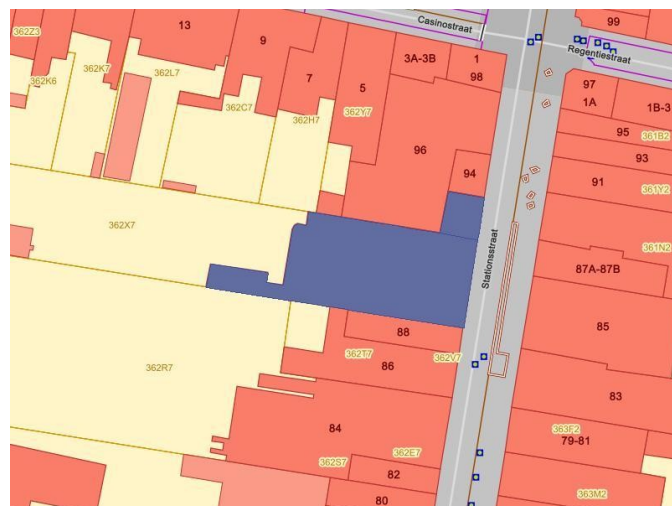 Casinostraat
Regentiestraat
99
362Z3
13
9
3A-3B
1
98
97
1A
1B-3
362K7
362K6
362L7
7
5
362C7
362H7
362Y7
96
95
361B2
93
94
91
361Y2
362X7
Stationsstraat
361N2
87A-87B
85
88
362T7
362V7
86
362R7
83
84
363F2
79-81
362E7
362S7
82
80
363M2